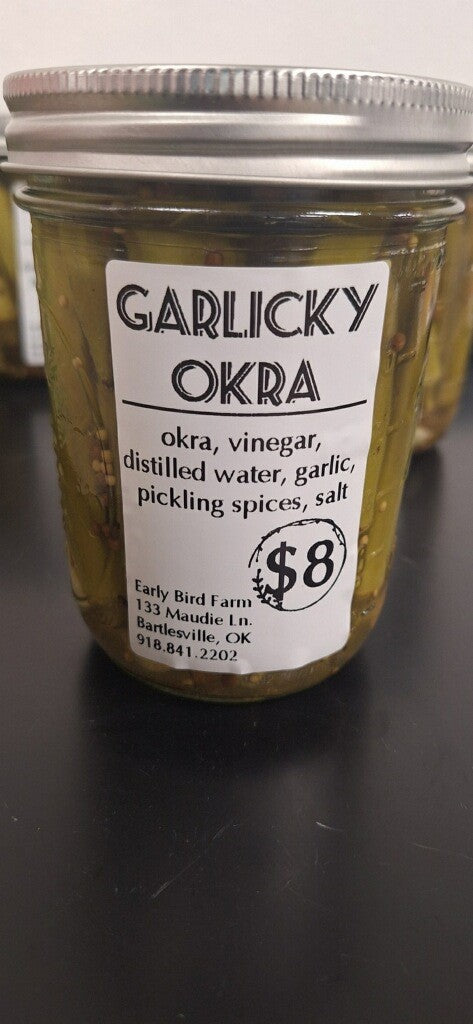 GARLICKY
OKRA
okra, vinegar,
distilled water, garlic,
pickling spices, salt
$8
Early Bird Farm
133 Maudie Ln.
Bartlesville, OK
918.841.2202